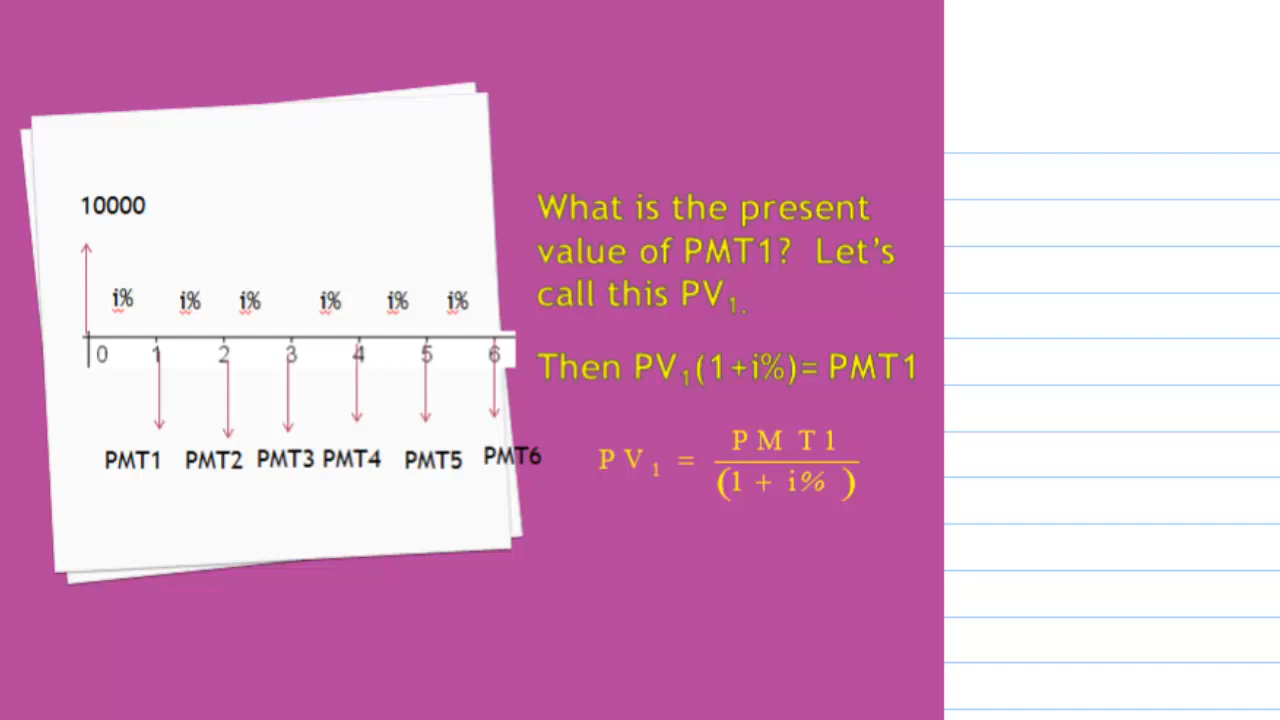 10000
i% i% i% i% i% i%
0 1 2 3 4 5 6
PMT1 PMT2 PMT3 PMT4 PMT5 PMT6
What is the present
value of PMT1? Let's
call this PV₁.
Then PV₁(1+i%)= PMT1
PV₁ = PMT1
(1 + i%)